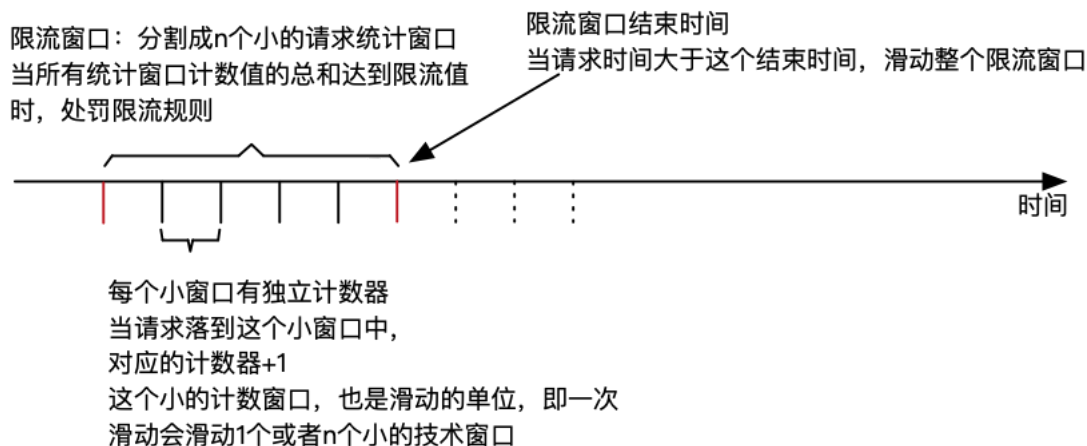 限流窗口：分割成n个小的请求统计窗口
当所有统计窗口计数值的总和达到限流值
时，处罚限流规则
限流窗口结束时间
当请求时间大于这个结束时间，滑动整个限流窗口
时间
每个小窗口有独立计数器
当请求落到这个小窗口中，
对应的计数器+1
这个小的计数窗口，也是滑动的单位，即一次
滑动会滑动1个或者n个小的技术窗口